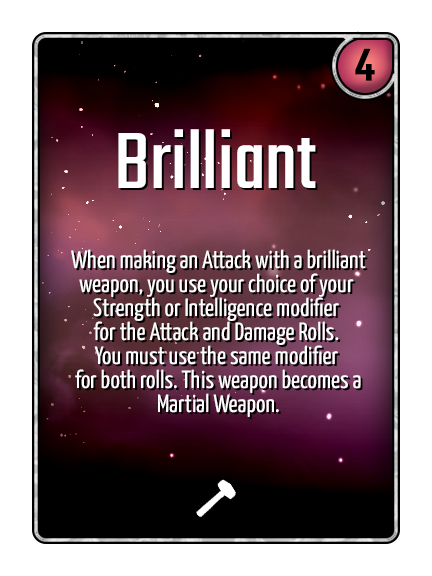 4
Brilliant
When making an Attack with a brilliant
weapon, you use your choice of your
Strength or Intelligence modifier
for the Attack and Damage Rolls.
You must use the same modifier
for both rolls. This weapon becomes a
Martial Weapon.